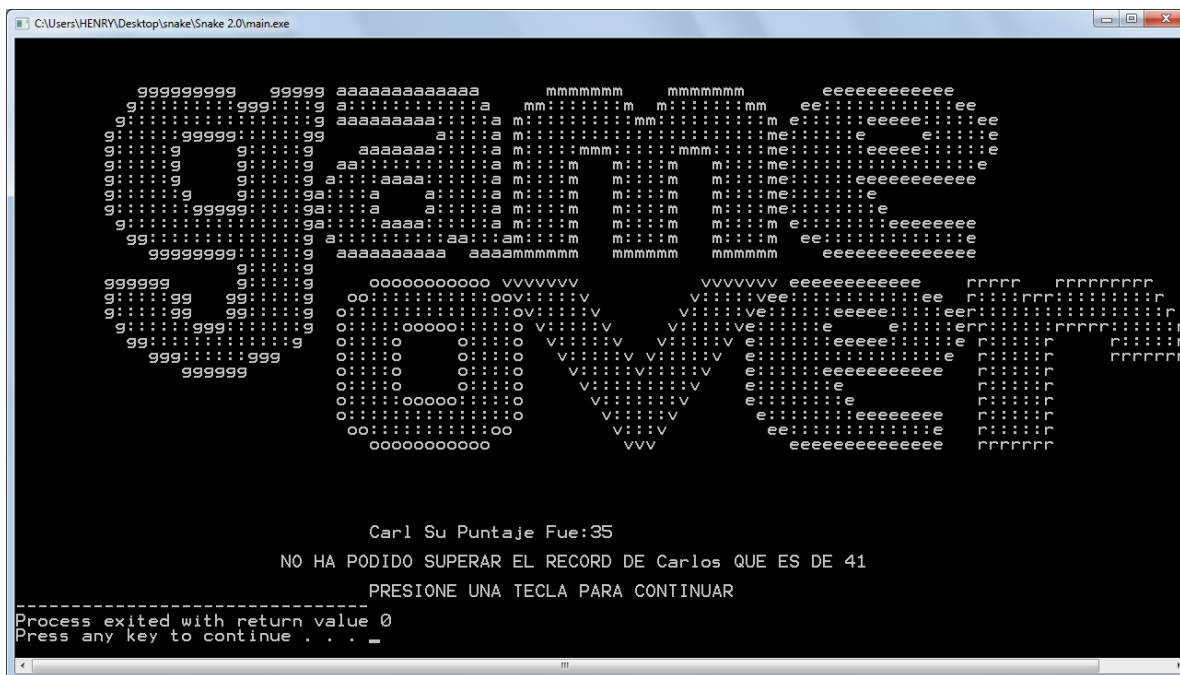 C:\Users\HENRY\Desktop\snake\Snake 2.0\main.exe
game
over
Carl Su Puntaje Fue:35
NO HA PODIDO SUPERAR EL RECORD DE Carlos QUE ES DE 41
PRESIONE UNA TECLA PARA CONTINUAR
--------------------------------
Process exited with return value 0
Press any key to continue . . . _